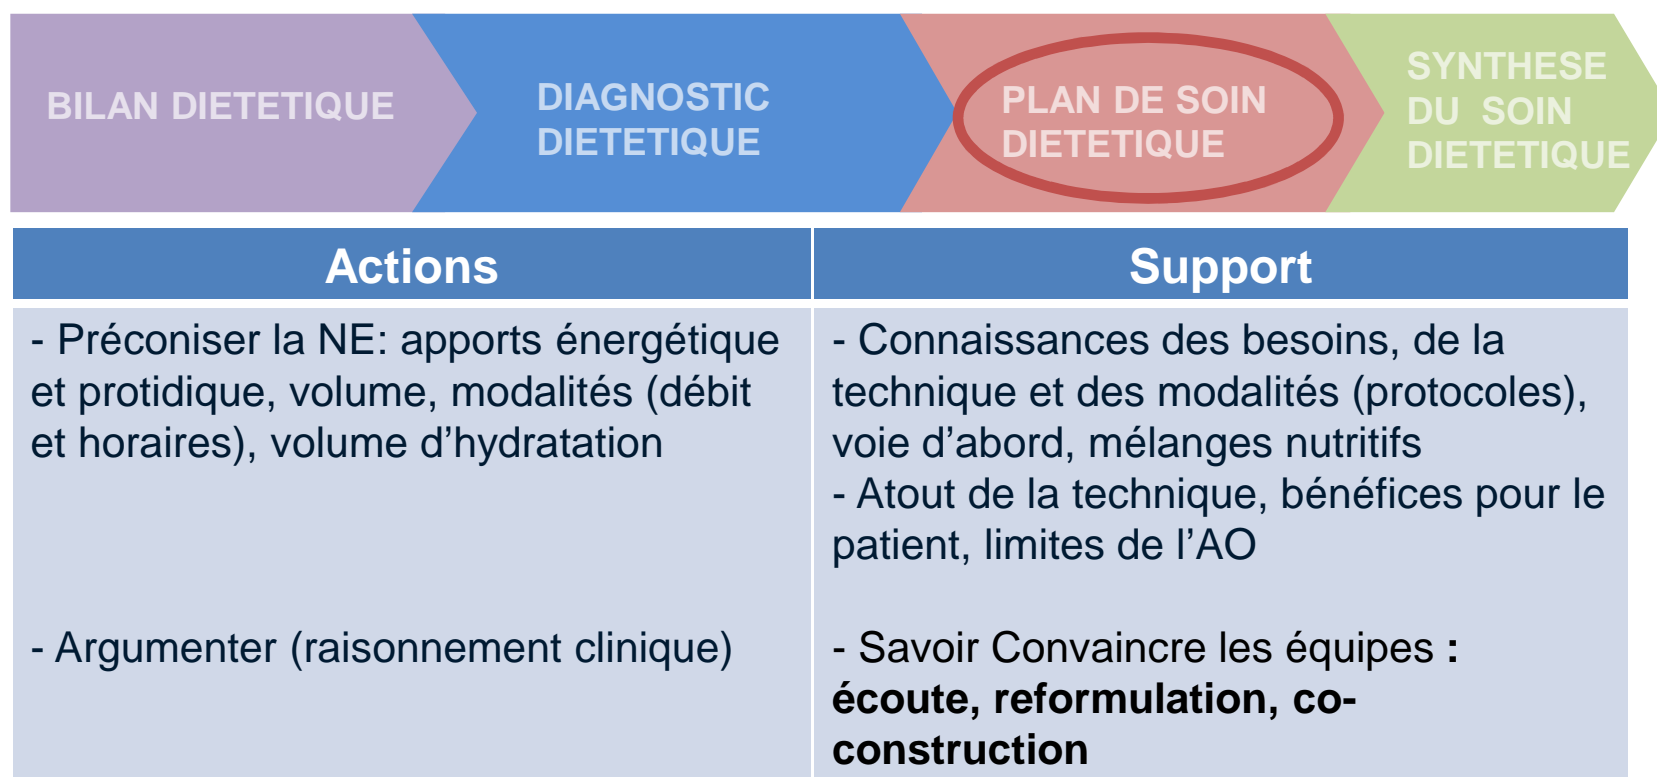 BILAN DIETETIQUE
DIAGNOSTIC
DIETETIQUE
PLAN DE SOIN
DIETETIQUE
SYNTHESE
DU SOIN
DIETETIQUE
Actions
Support
- Préconiser la NE: apports énergétique
et protidique, volume, modalités (débit
et horaires), volume d’hydratation
- Argumenter (raisonnement clinique)
- Connaissances des besoins, de la
technique et des modalités (protocoles),
voie d’abord, mélanges nutritifs
- Atout de la technique, bénéfices pour le
patient, limites de l’AO
- Savoir Convaincre les équipes :
écoute, reformulation, co-
construction